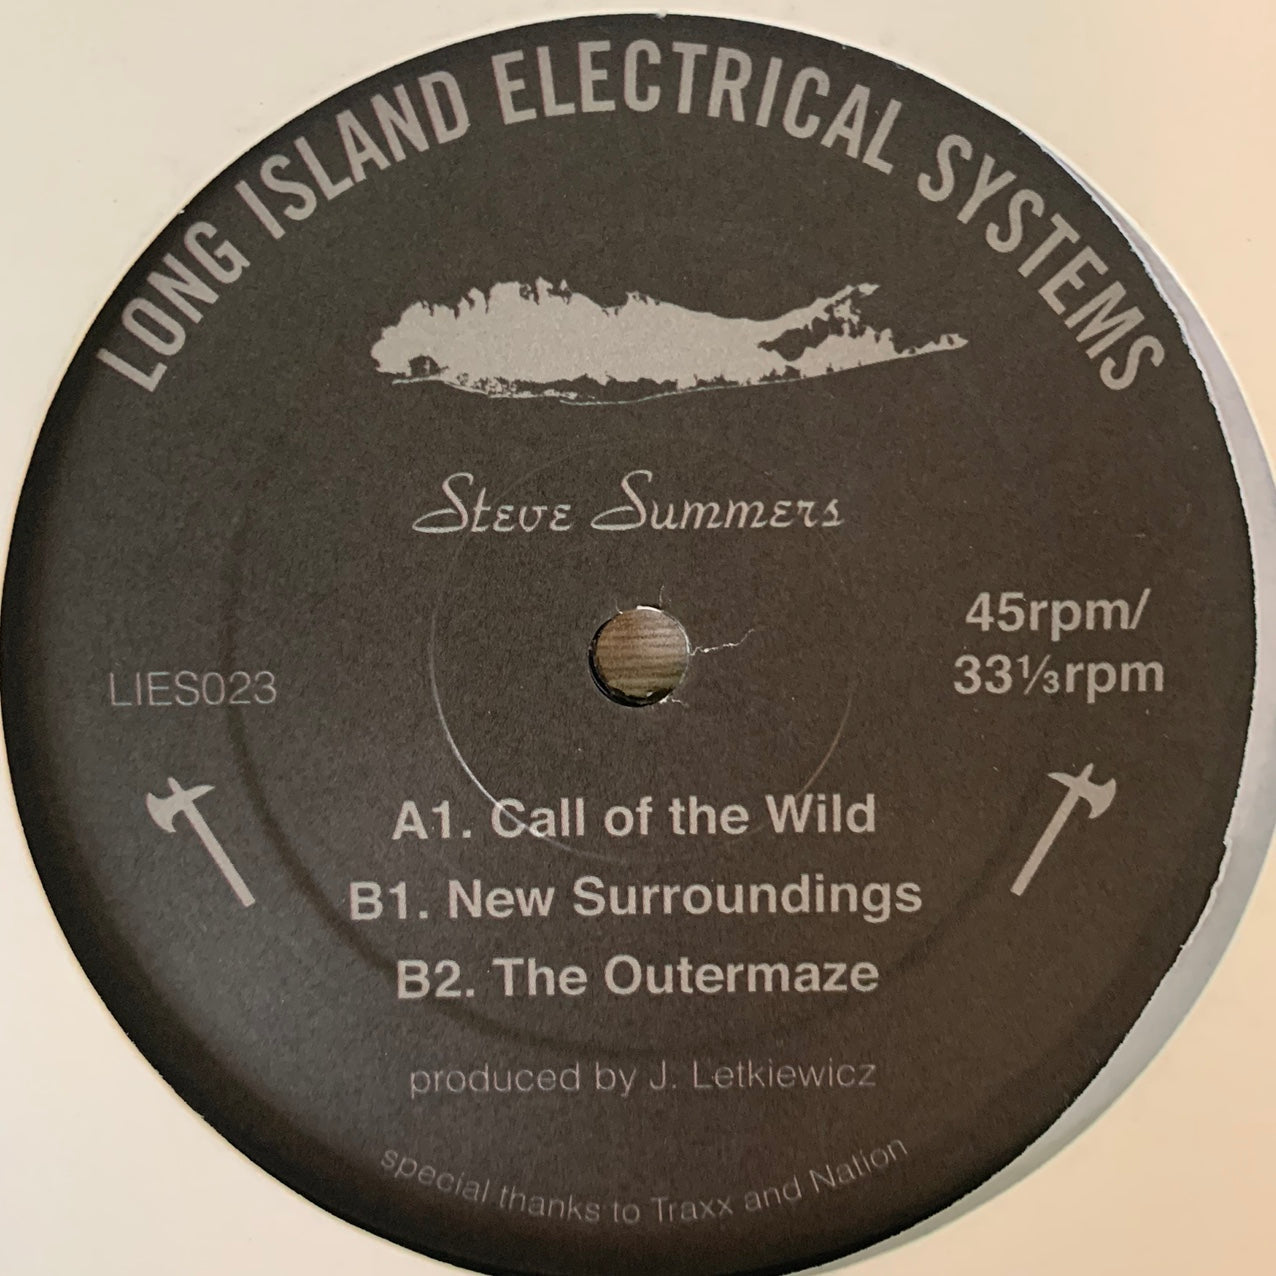 LONG ISLAND ELECTRICAL SYSTEMS
Steve Summers
45rpm/
33⅓rpm
LIES023
A1. Call of the Wild
B1. New Surroundings
B2. The Outermaze
produced by J. Letkiewicz
special thanks to Traxx and Nation